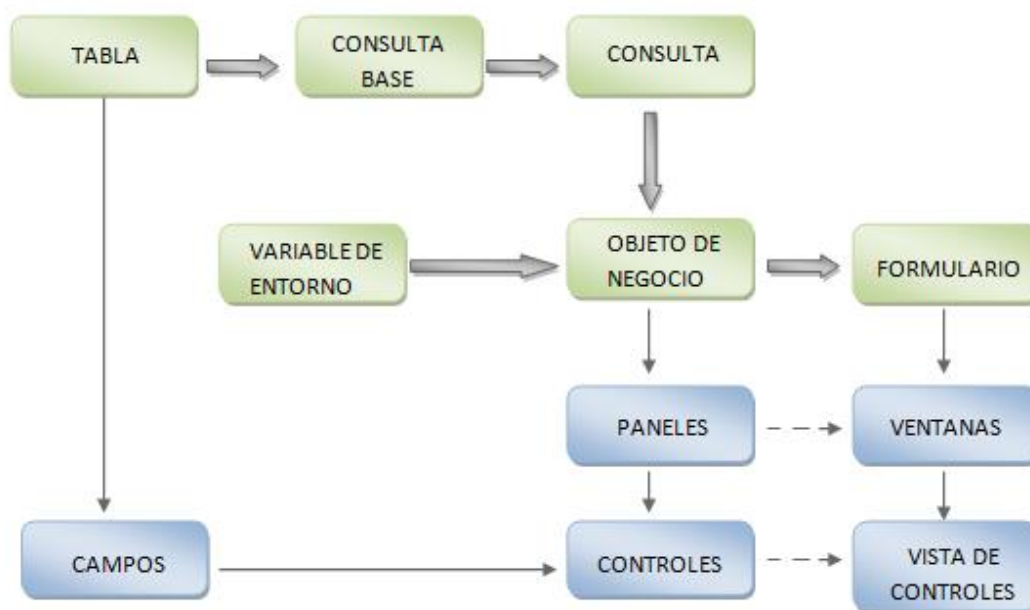 TABLA
CONSULTA
BASE
CONSULTA
VARIABLE DE
ENTORNO
OBJETO DE
NEGOCIO
FORMULARIO
PANELES
VENTANAS
CAMPOS
CONTROLES
VISTA DE
CONTROLES